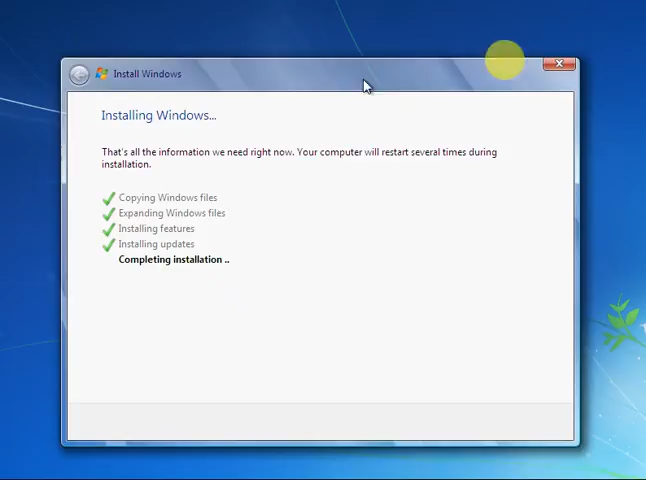 Install Windows
Installing Windows...
That's all the information we need right now. Your computer will restart several times during
installation.
Copying Windows files
Expanding Windows files
Installing features
Installing updates
Completing installation ..